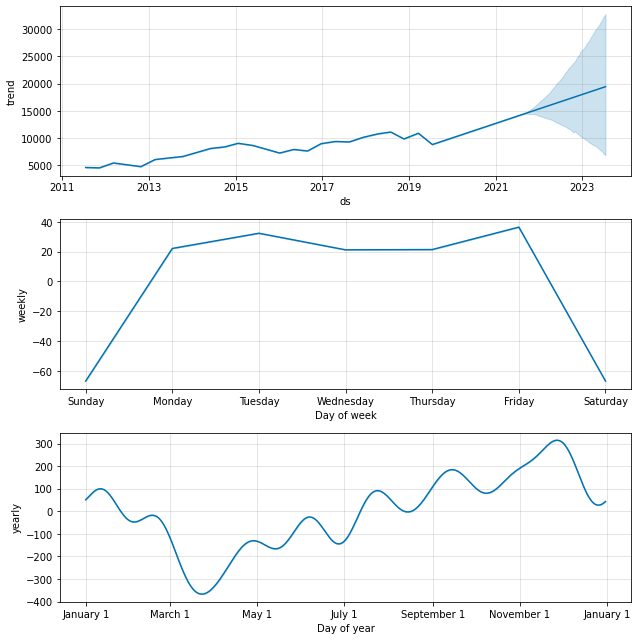 30000
25000
20000
15000
10000
5000
trend
2011 2013 2015 2017 2019 2021 2023
ds
40
20
0
−20
−40
−60
weekly
Sunday Monday Tuesday Wednesday Thursday Friday Saturday
Day of week
300
200
100
0
−100
−200
−300
−400
yearly
January 1 March 1 May 1 July 1 September 1 November 1 January 1
Day of year